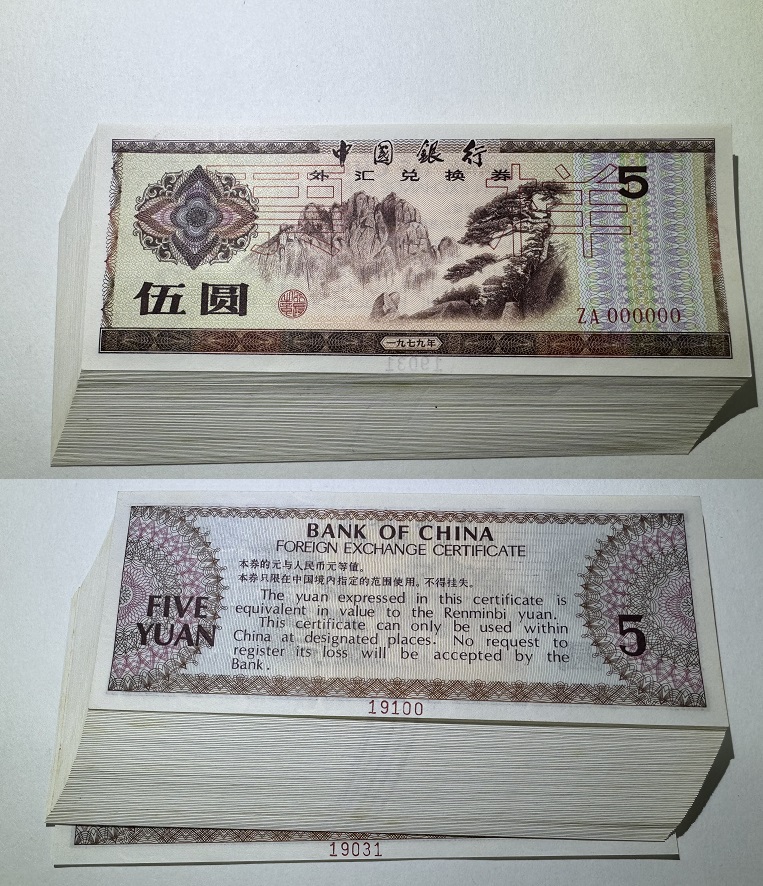 中国銀行
外汇兑换券
票样
5
伍圆
ZA 000000
一九七九年
19031
BANK OF CHINA
FOREIGN EXCHANGE CERTIFICATE
本券的元与人民币元等值。
本券只限在中国境内指定的范围使用。不得挂失。
FIVE
YUAN
The yuan expressed in this certificate is
equivalent in value to the Renminbi yuan.
This certificate can only be used within
China at designated places. No request to
register its loss will be accepted by the
Bank.
5
19100
19031